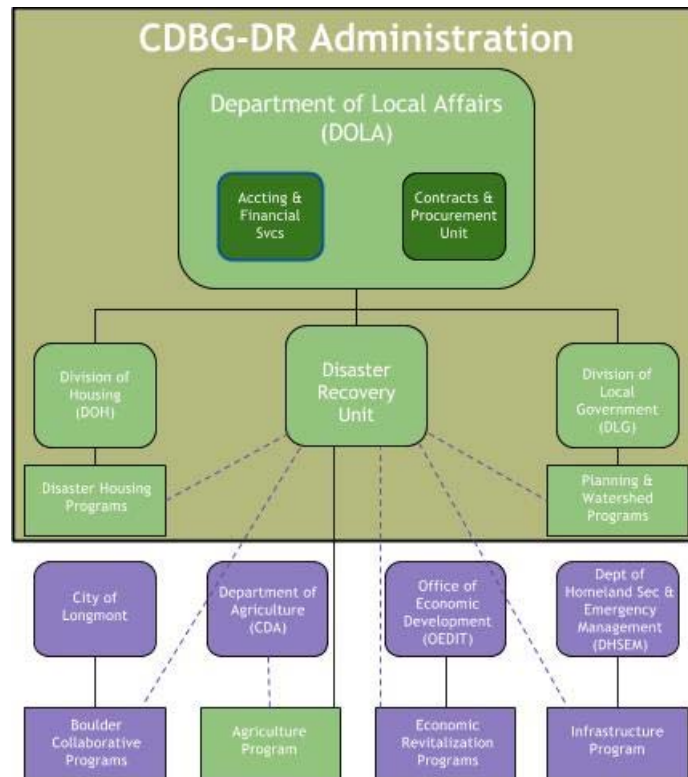 CDBG-DR Administration
Department of Local Affairs
(DOLA)
Accting &
Financial
Svcs
Contracts &
Procurement
Unit
Division of
Housing
(DOH)
Disaster
Recovery
Unit
Division of
Local
Government
(DLG)
Disaster Housing
Programs
Planning &
Watershed
Programs
City of
Longmont
Department of
Agriculture
(CDA)
Office of
Economic
Development
(OEDIT)
Dept of
Homeland Sec &
Emergency
Management
(DHSEM)
Boulder
Collaborative
Programs
Agriculture
Program
Economic
Revitalization
Programs
Infrastructure
Program